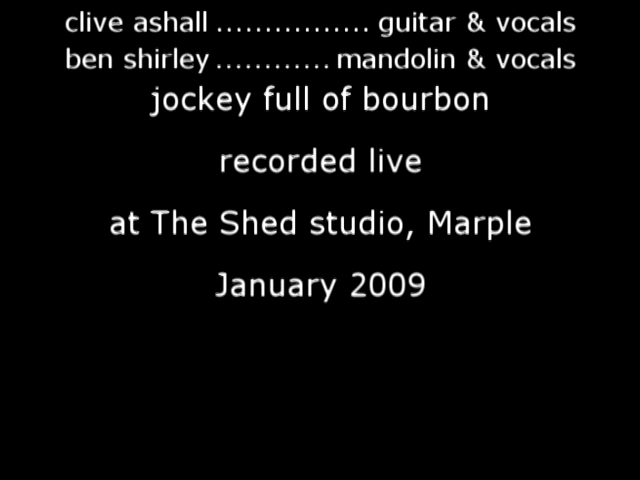 clive ashall ................ guitar & vocals
ben shirley ............ mandolin & vocals
jockey full of bourbon
recorded live
at The Shed studio, Marple
January 2009